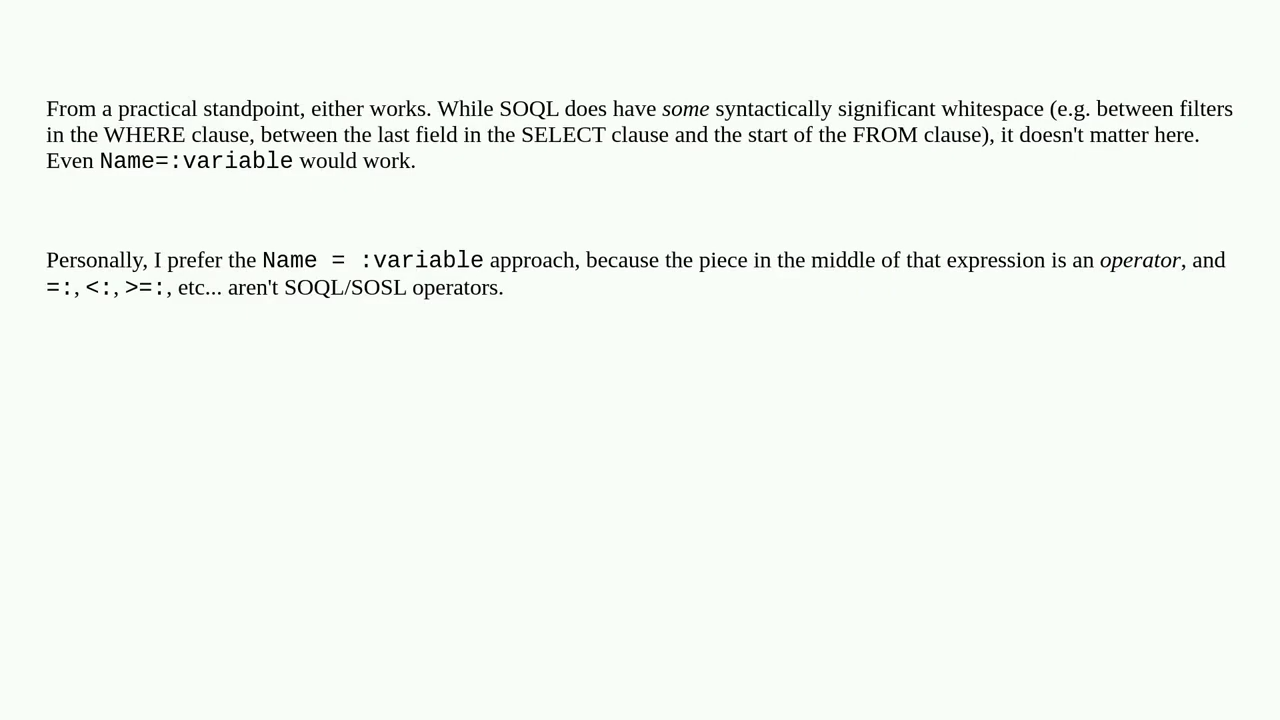 From a practical standpoint, either works. While SOQL does have some syntactically significant whitespace (e.g. between filters
in the WHERE clause, between the last field in the SELECT clause and the start of the FROM clause), it doesn't matter here.
Even Name=:variable would work.
Personally, I prefer the Name = :variable approach, because the piece in the middle of that expression is an operator, and
=:, <:, >=:, etc... aren't SOQL/SOSL operators.